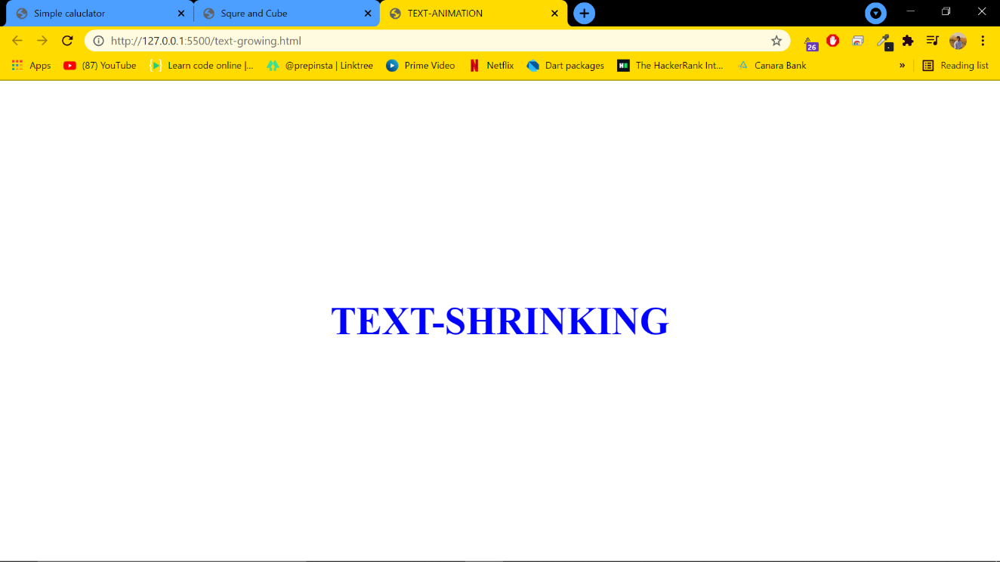 Simple caluclator
Squre and Cube
TEXT-ANIMATION
http://127.0.0.1:5500/text-growing.html
26
Apps
(87) YouTube
Learn code online |...
@prepinsta | Linktree
Prime Video
Netflix
Dart packages
The HackerRank Int...
Canara Bank
»
Reading list
TEXT-SHRINKING